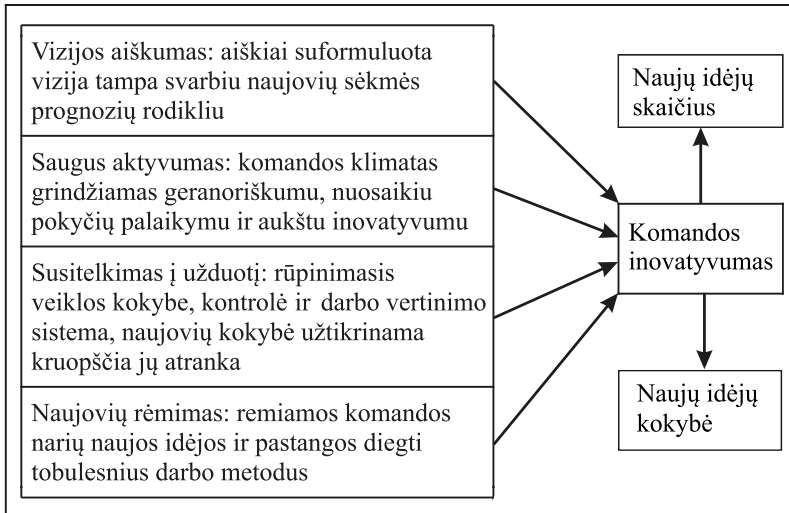 Vizijos aiškumas: aiškiai suformuluota
vizija tampa svarbiu naujovių sėkmės
prognozių rodikliu
Saugus aktyvumas: komandos klimatas
grindžiamas geranoriškumu, nuosaikiu
pokyčių palaikymu ir aukštu inovatyvumu
Susitelkimas į užduotį: rūpinimasis
veiklos kokybe, kontrolė ir darbo vertinimo
sistema, naujovių kokybė užtikrinama
kruopščia jų atranka
Naujovių rėmimas: remiamos komandos
narių naujos idėjos ir pastangos diegti
tobulesnius darbo metodus
Naujų idėjų
skaičius
Komandos
inovatyvumas
Naujų idėjų
kokybė